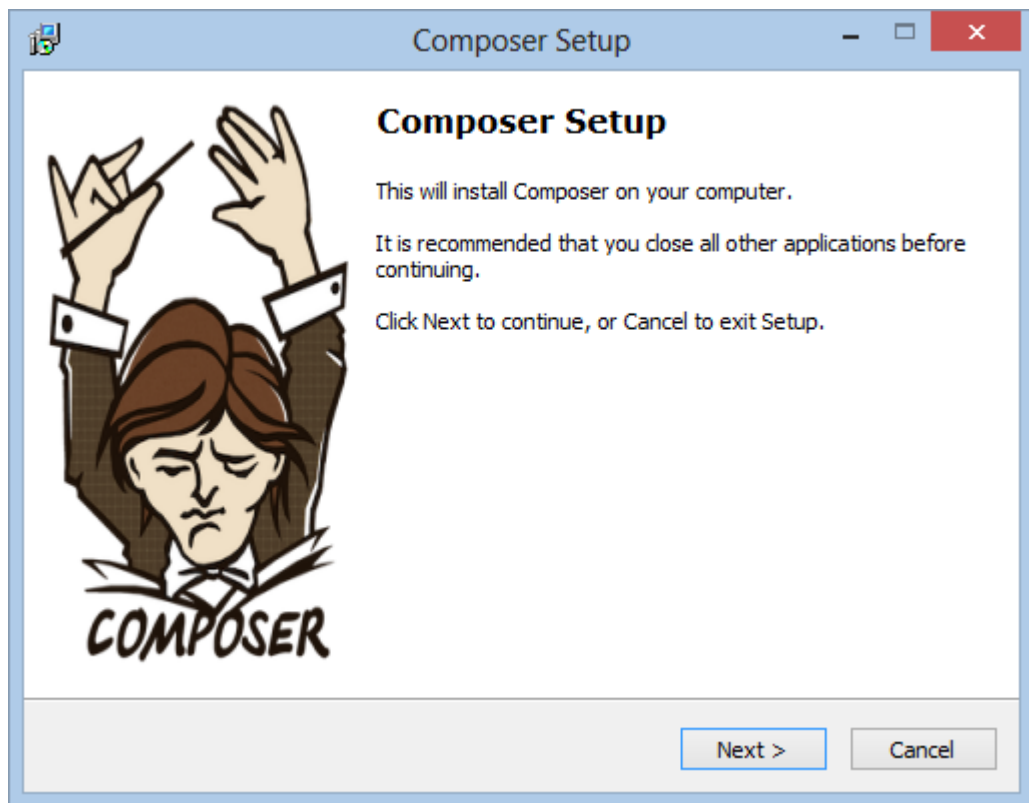 Composer Setup
Composer Setup
This will install Composer on your computer.
It is recommended that you close all other applications before
continuing.
Click Next to continue, or Cancel to exit Setup.
COMPOSER
Next >
Cancel